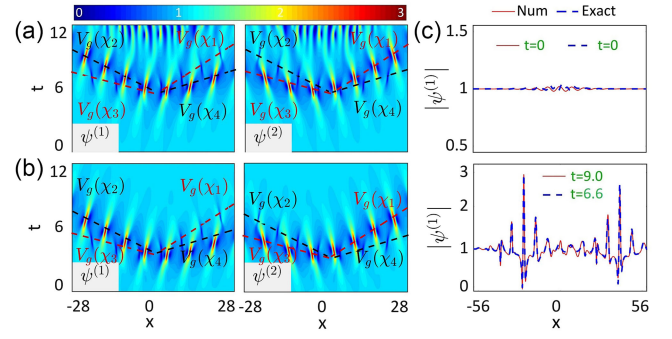 0 1 2 3
Num Exact
(a) V_g(χ_2) V_g(χ_1) V_g(χ_2) V_g(χ_1) (c)
12
t 6
0
V_g(χ_3) V_g(χ_4) V_g(χ_3) V_g(χ_4)
ψ^(1) ψ^(2)
t=0 t=0
|ψ^(1)|
1.5
1
0.5
(b) V_g(χ_2) V_g(χ_1) V_g(χ_2) V_g(χ_1)
12
t 6
0
V_g(χ_3) V_g(χ_4) V_g(χ_3) V_g(χ_4)
ψ^(1) ψ^(2)
-28 0 28 -28 0 28
x x
t=9.0
t=6.6
|ψ^(1)|
3
2
1
0
-56 0 56
x